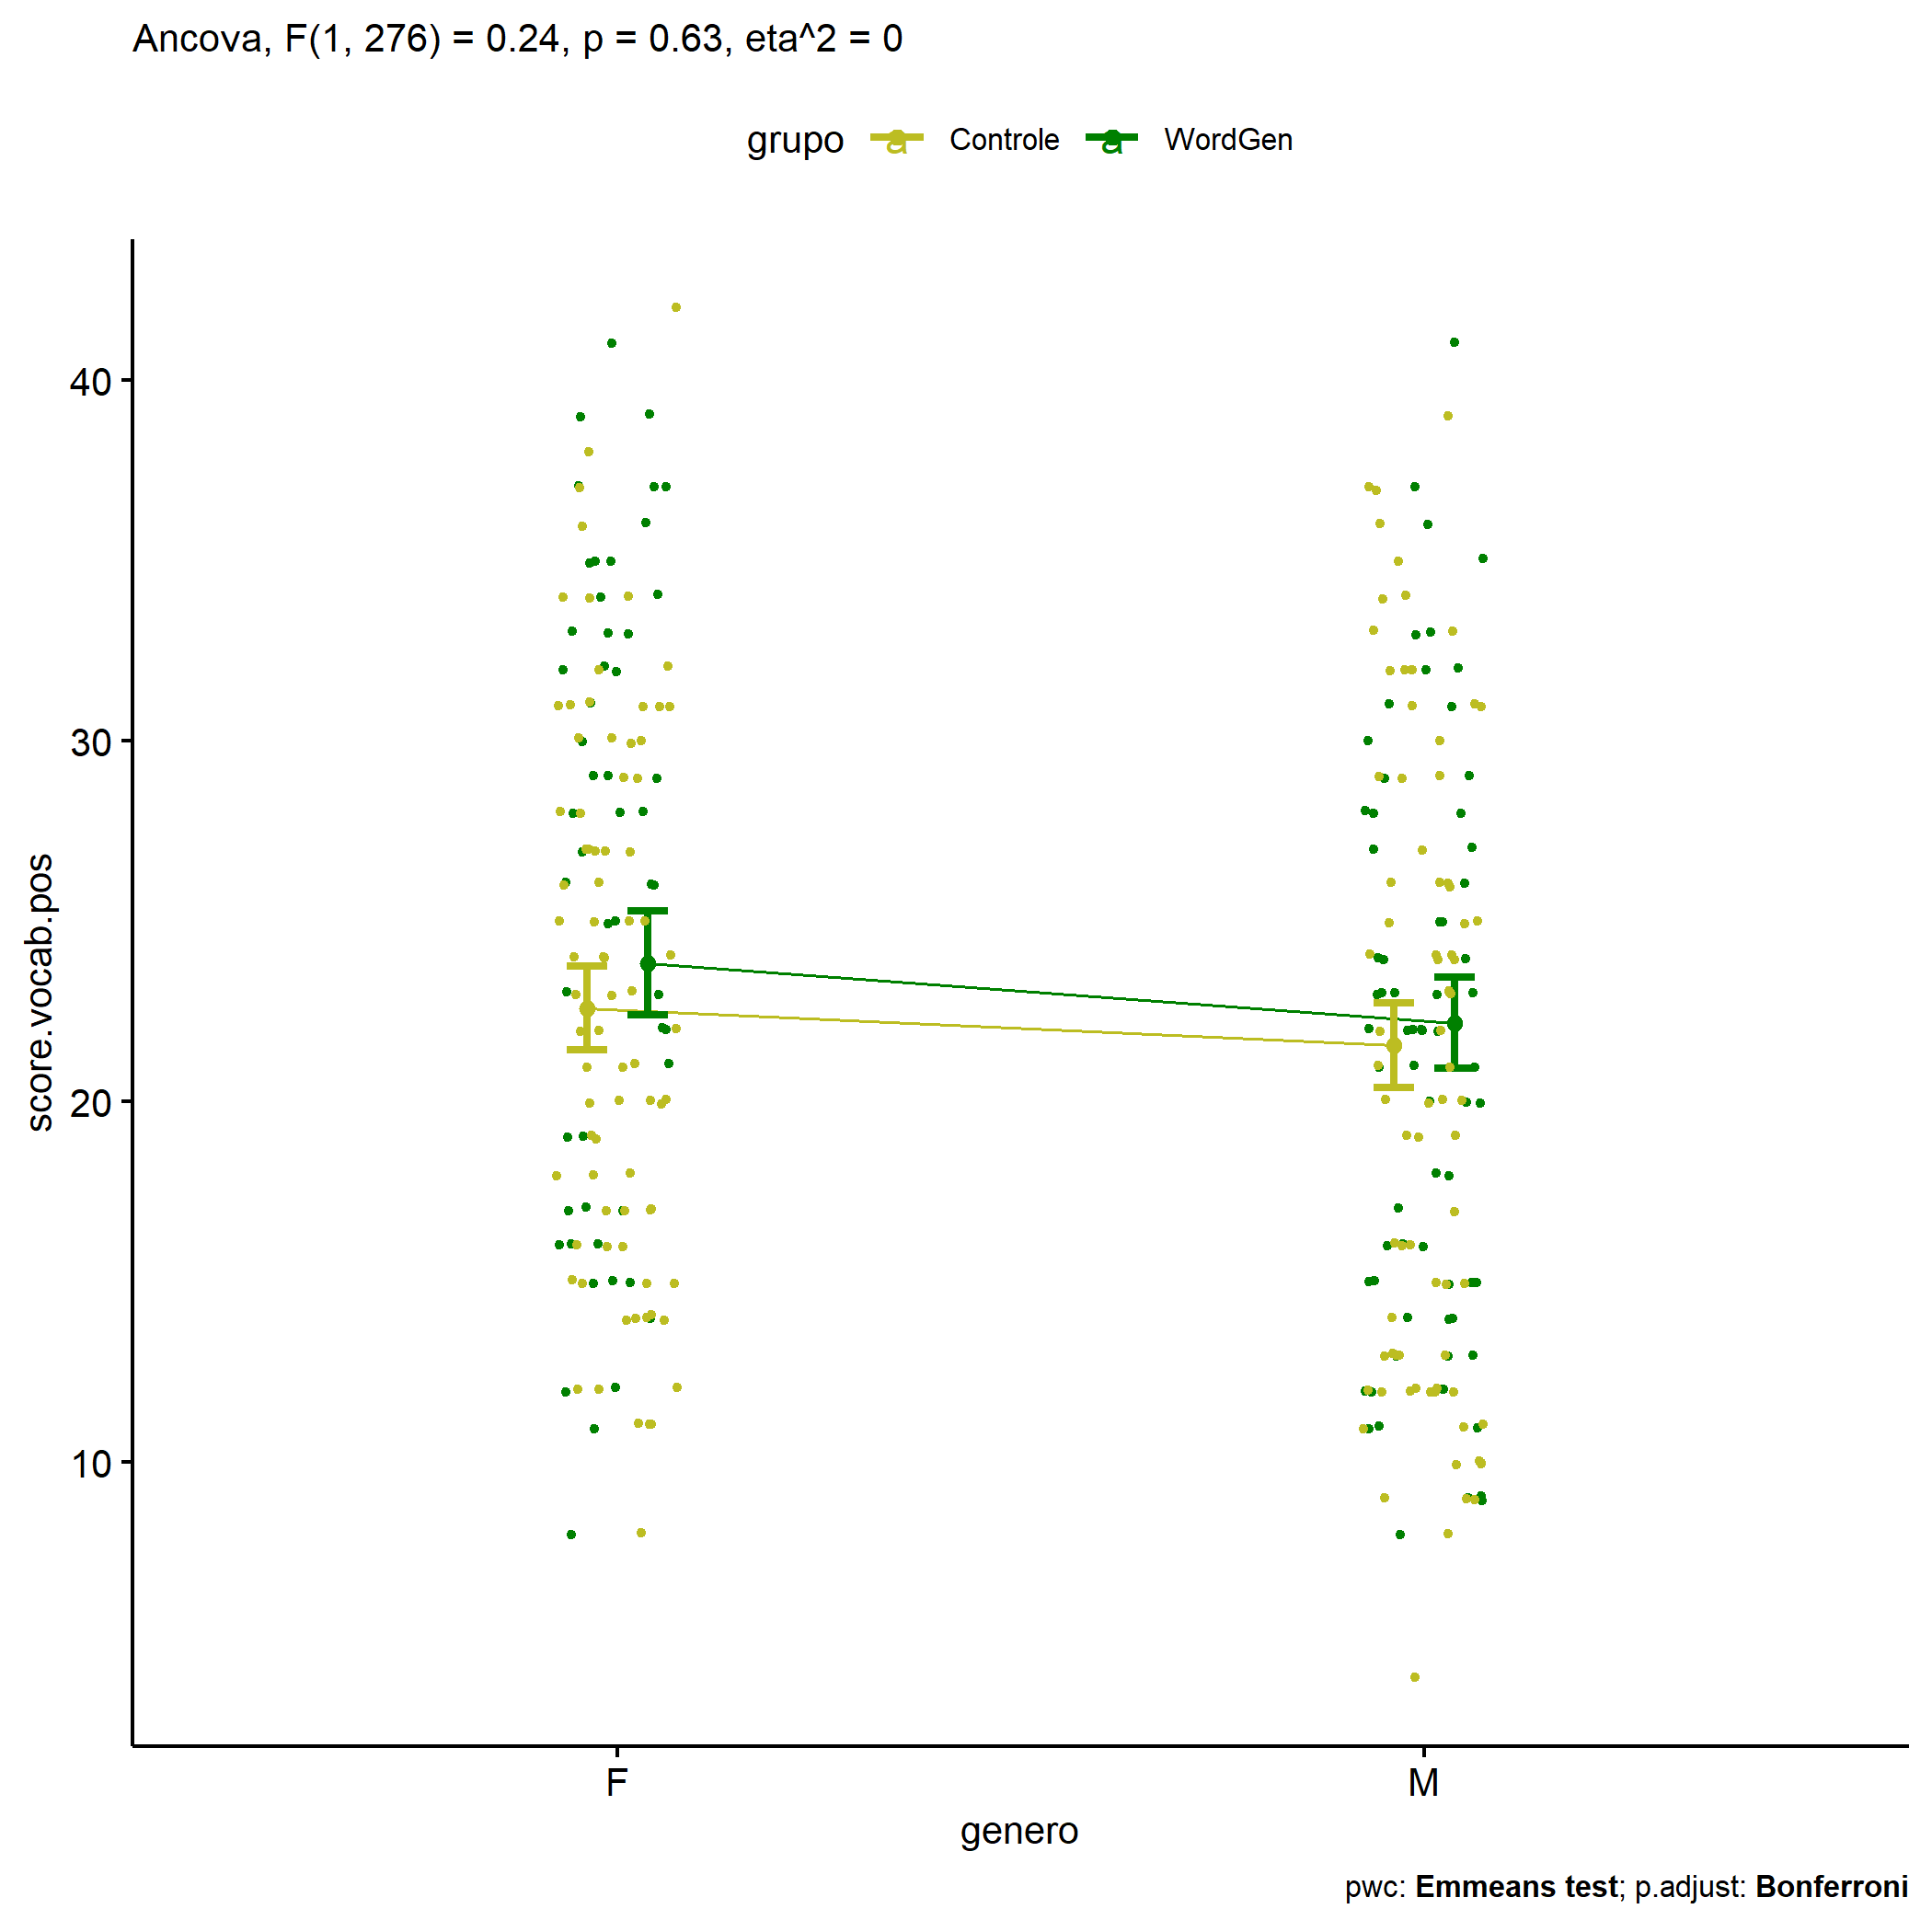 Ancova, F(1, 276) = 0.24, p = 0.63, eta^2 = 0
grupo a Controle a WordGen
40
30
20
10
score.vocab.pos
F M
genero
pwc: Emmeans test; p.adjust: Bonferroni